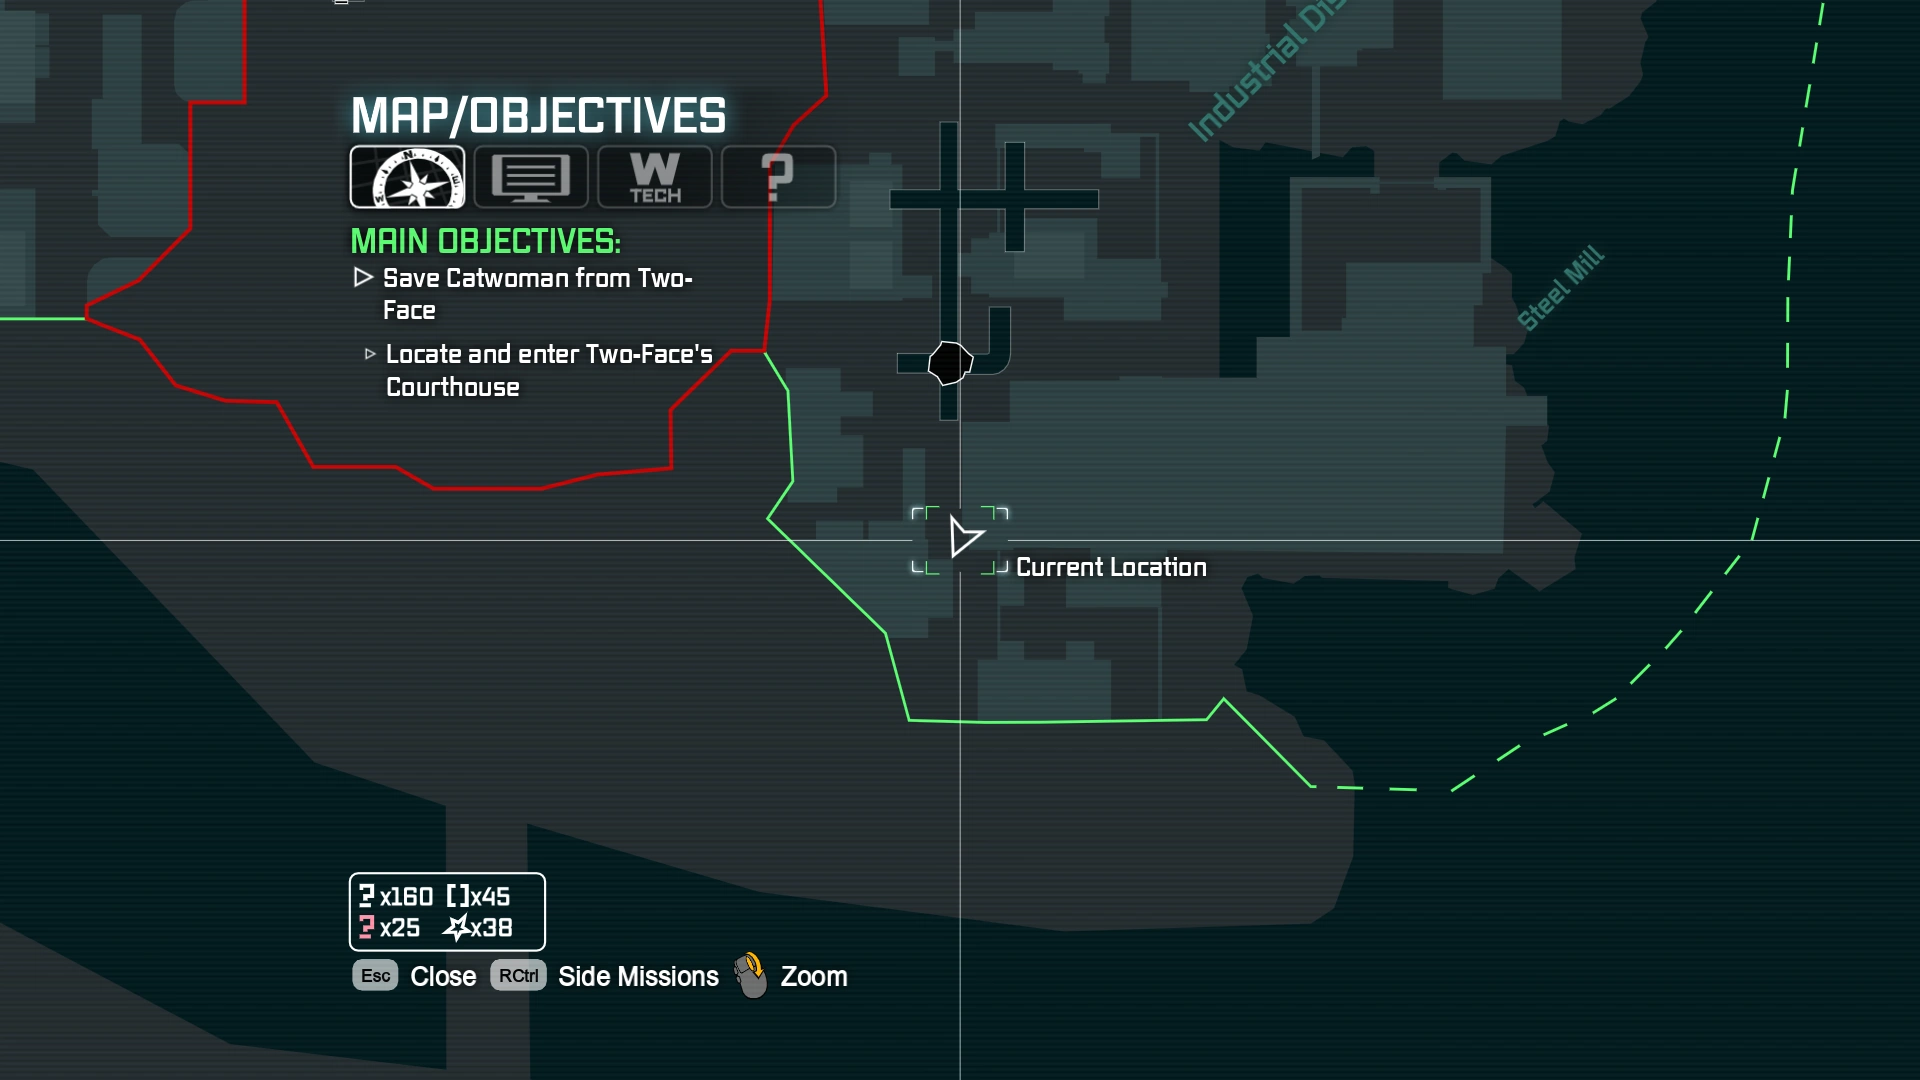 Industrial Dis
MAP/OBJECTIVES
W
TECH
?
MAIN OBJECTIVES:
Save Catwoman from Two-
Face
Locate and enter Two-Face's
Courthouse
Steel Mill
Current Location
? x160 [ ]x45
? x25 x38
Esc Close RCtrl Side Missions Zoom